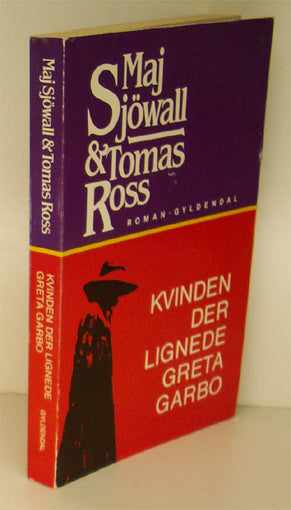 Maj
Sjöwall
& Tomas
Ross
ROMAN · GYLDENDAL
KVINDEN
DER
LIGNEDE
GRETA
GARBO
Maj Sjöwall & Tomas Ross
KVINDEN DER LIGNEDE
GRETA GARBO
GYLDENDAL